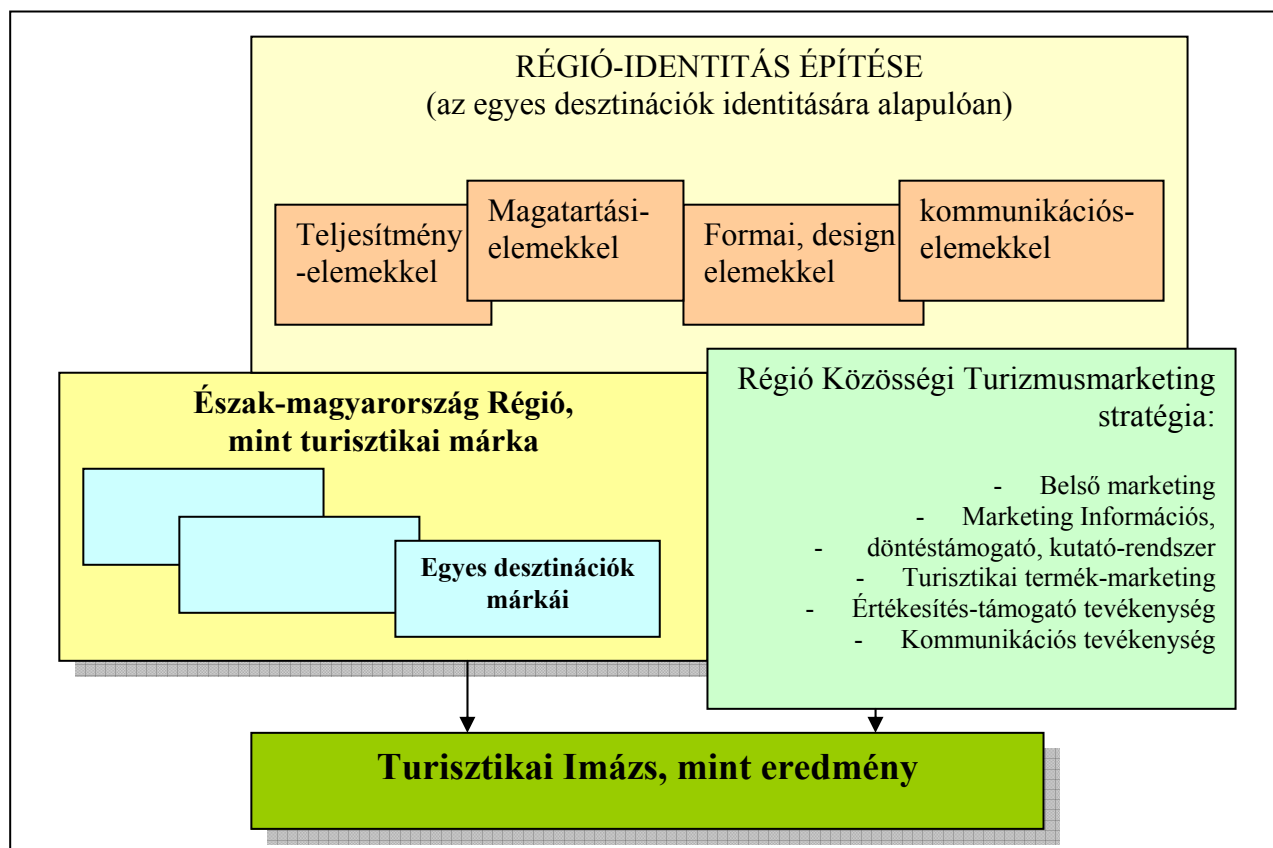 RÉGIÓ-IDENTITÁS ÉPÍTÉSE
(az egyes desztinációk identitására alapulóan)
Teljesítmény
-elemekkel
Magatartási-
elemekkel
Formai, design
elemekkel
kommunikációs-
elemekkel
Észak-magyarország Régió,
mint turisztikai márka
Egyes desztinációk
márkái
Régió Közösségi Turizmusmarketing
stratégia:
- Belső marketing
- Marketing Információs,
- döntéstámogató, kutató-rendszer
- Turisztikai termék-marketing
- Értékesítés-támogató tevékenység
- Kommunikációs tevékenység
Turisztikai Imázs, mint eredmény